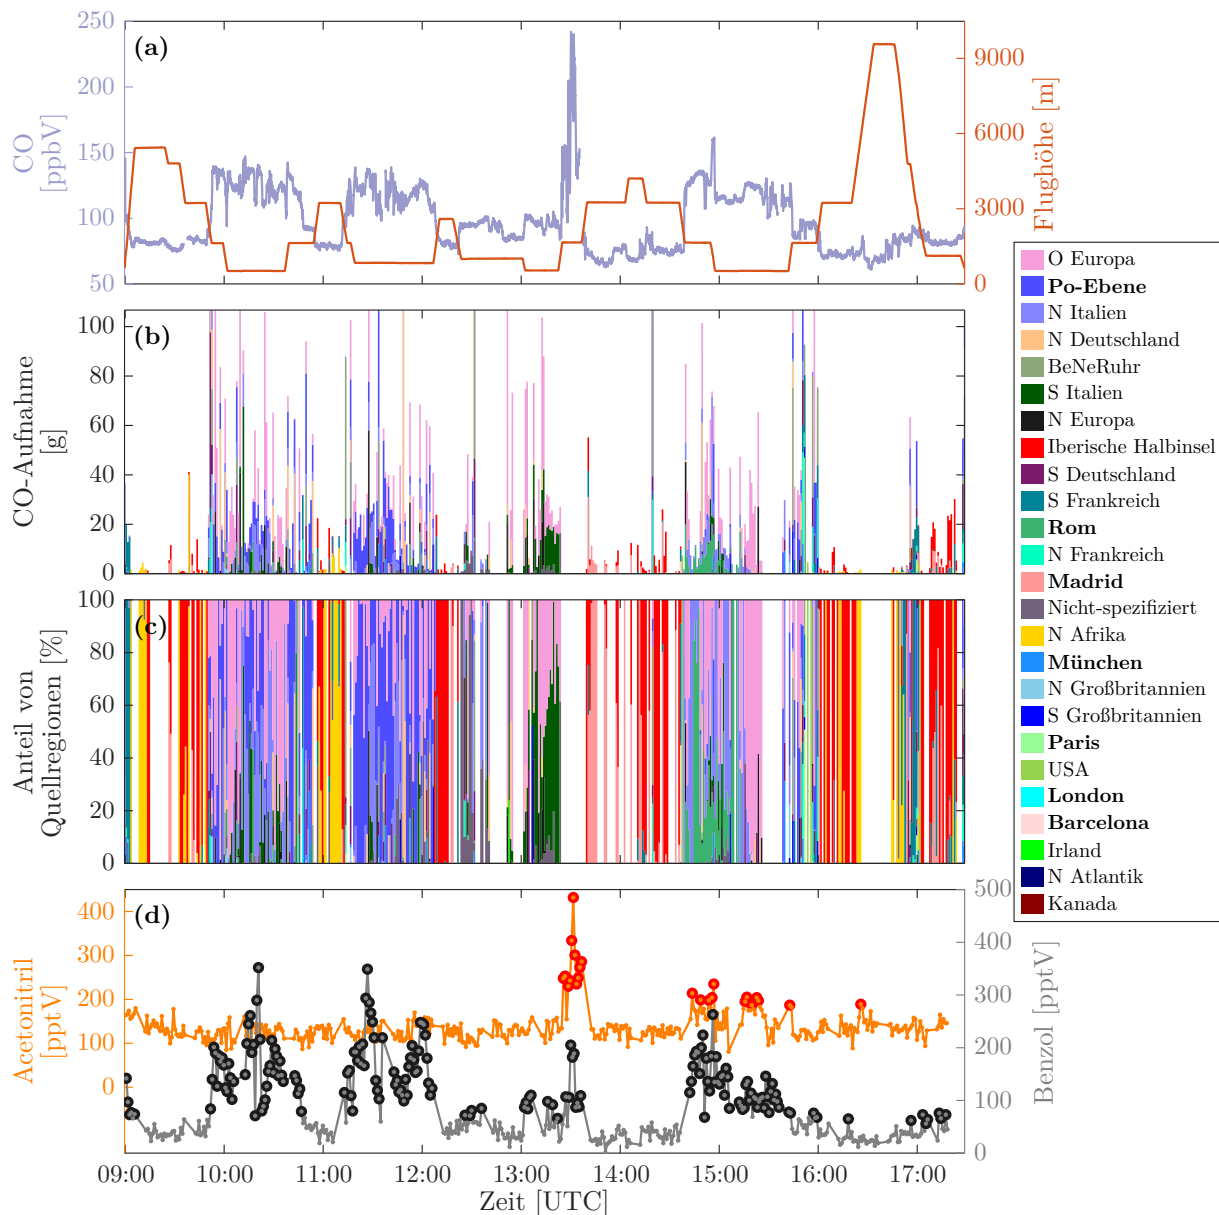 (a)
250
200
150
100
50
CO
[ppbV]
9000
6000
3000
0
Flughöhe [m]
(b)
100
80
60
40
20
0
CO-Aufnahme
[g]
(c)
100
80
60
40
20
0
Anteil von
Quellregionen [%]
(d)
400
300
200
100
0
Acetonitril
[pptV]
500
400
300
200
100
0
Benzol [pptV]
09:00 10:00 11:00 12:00 13:00 14:00 15:00 16:00 17:00
Zeit [UTC]
O Europa
Po-Ebene
N Italien
N Deutschland
BeNeRuhr
S Italien
N Europa
Iberische Halbinsel
S Deutschland
S Frankreich
Rom
N Frankreich
Madrid
Nicht-spezifiziert
N Afrika
München
N Großbritannien
S Großbritannien
Paris
USA
London
Barcelona
Irland
N Atlantik
Kanada